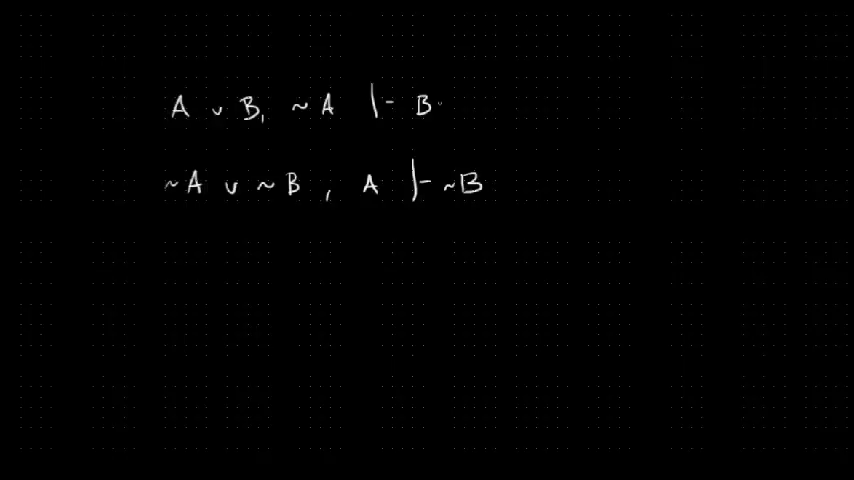 A ∨ B, ~A ⊢ B
~A ∨ ~B, A ⊢ ~B